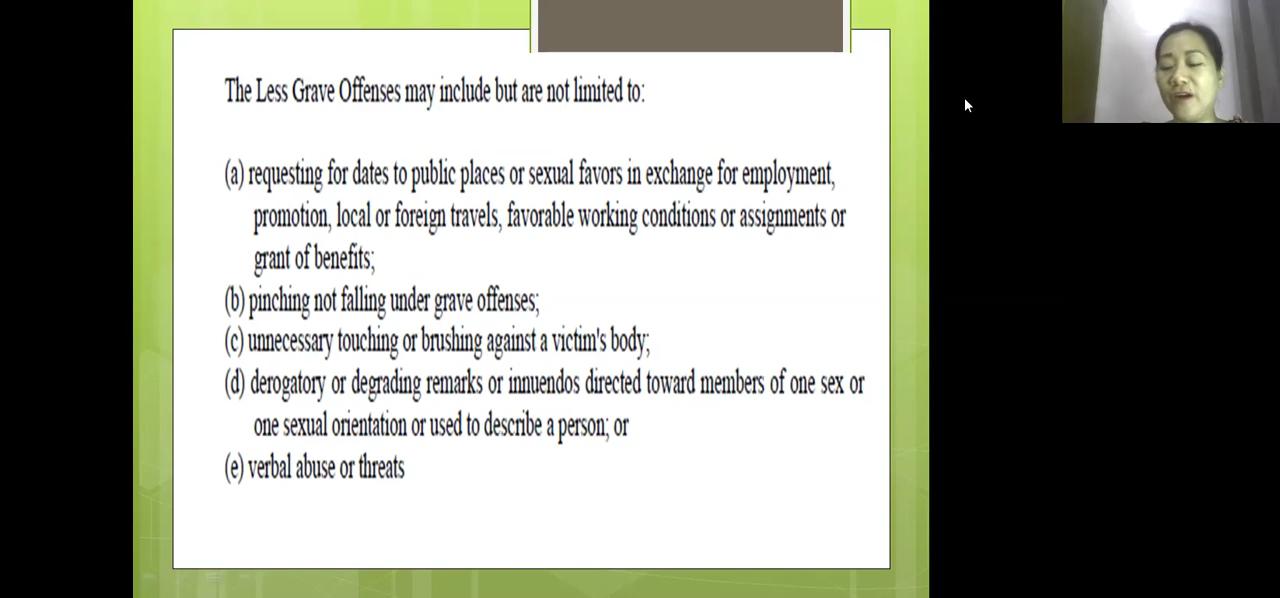 The Less Grave Offenses may include but are not limited to:
(a) requesting for dates to public places or sexual favors in exchange for employment,
promotion, local or foreign travels, favorable working conditions or assignments or
grant of benefits;
(b) pinching not falling under grave offenses;
(c) unnecessary touching or brushing against a victim's body;
(d) derogatory or degrading remarks or innuendos directed toward members of one sex or
one sexual orientation or used to describe a person; or
(e) verbal abuse or threats